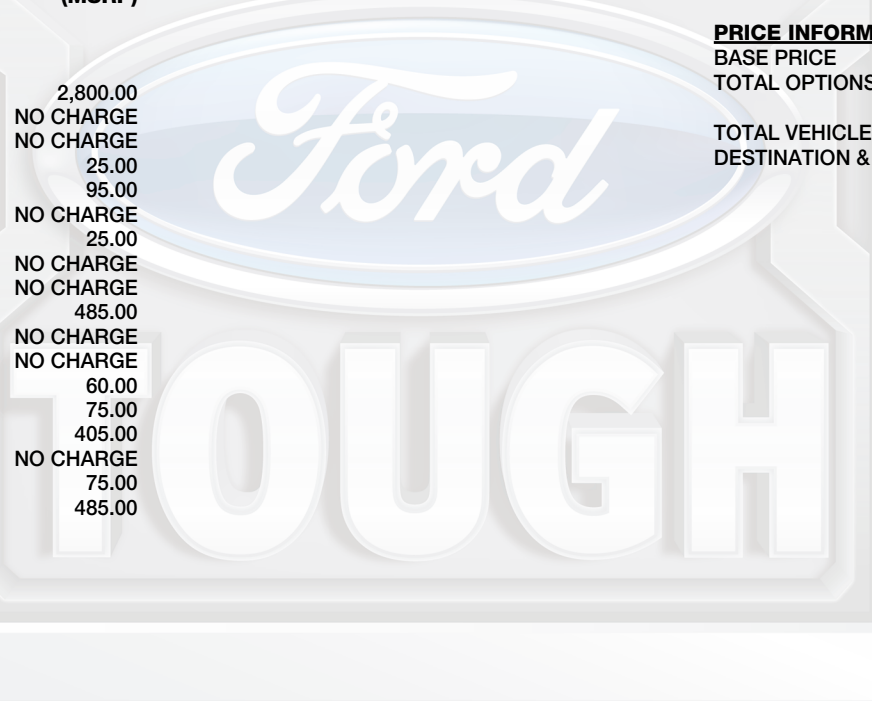 (MSRP)
2,800.00
NO CHARGE
NO CHARGE
25.00
95.00
NO CHARGE
25.00
NO CHARGE
NO CHARGE
485.00
NO CHARGE
NO CHARGE
60.00
75.00
405.00
NO CHARGE
75.00
485.00
PRICE INFORM
BASE PRICE
TOTAL OPTIONS
TOTAL VEHICLE
DESTINATION &
Ford
TOUGH